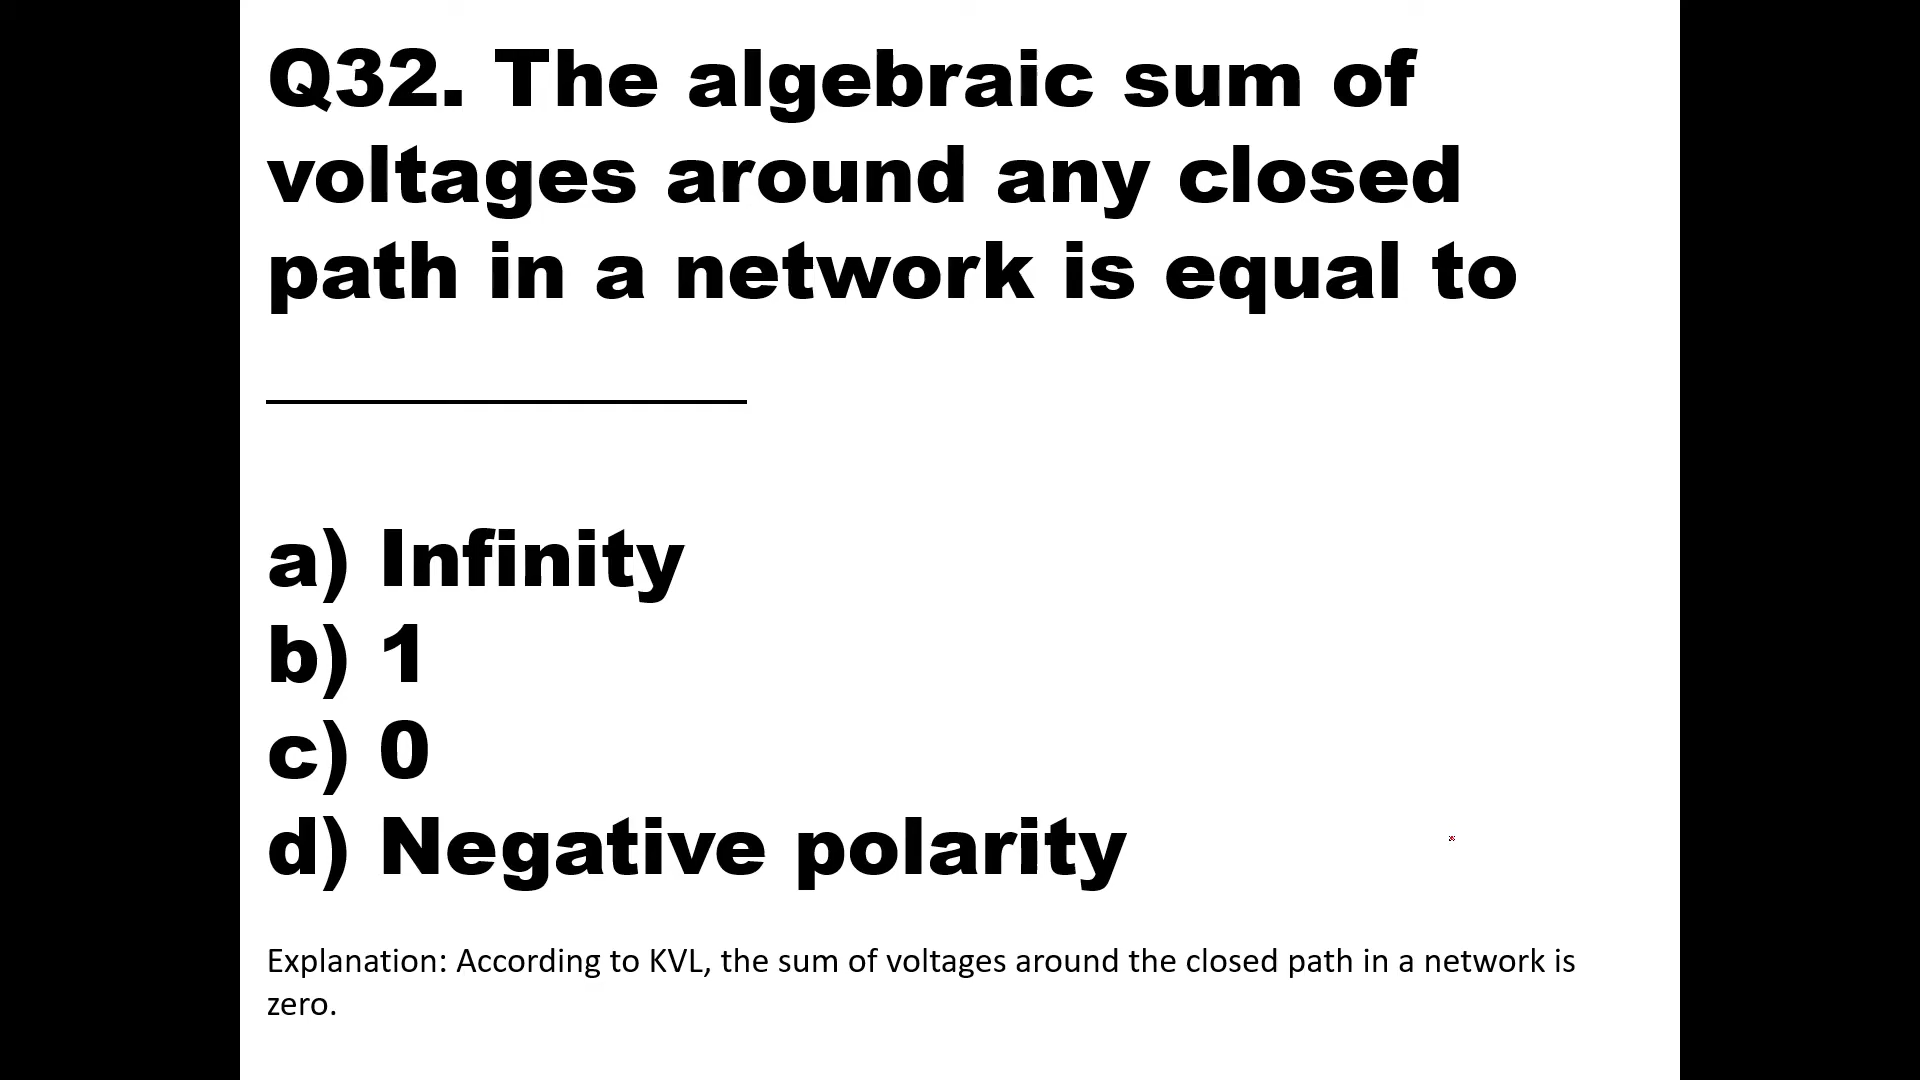 Q32. The algebraic sum of
voltages around any closed
path in a network is equal to
____________
a) Infinity
b) 1
c) 0
d) Negative polarity
Explanation: According to KVL, the sum of voltages around the closed path in a network is
zero.